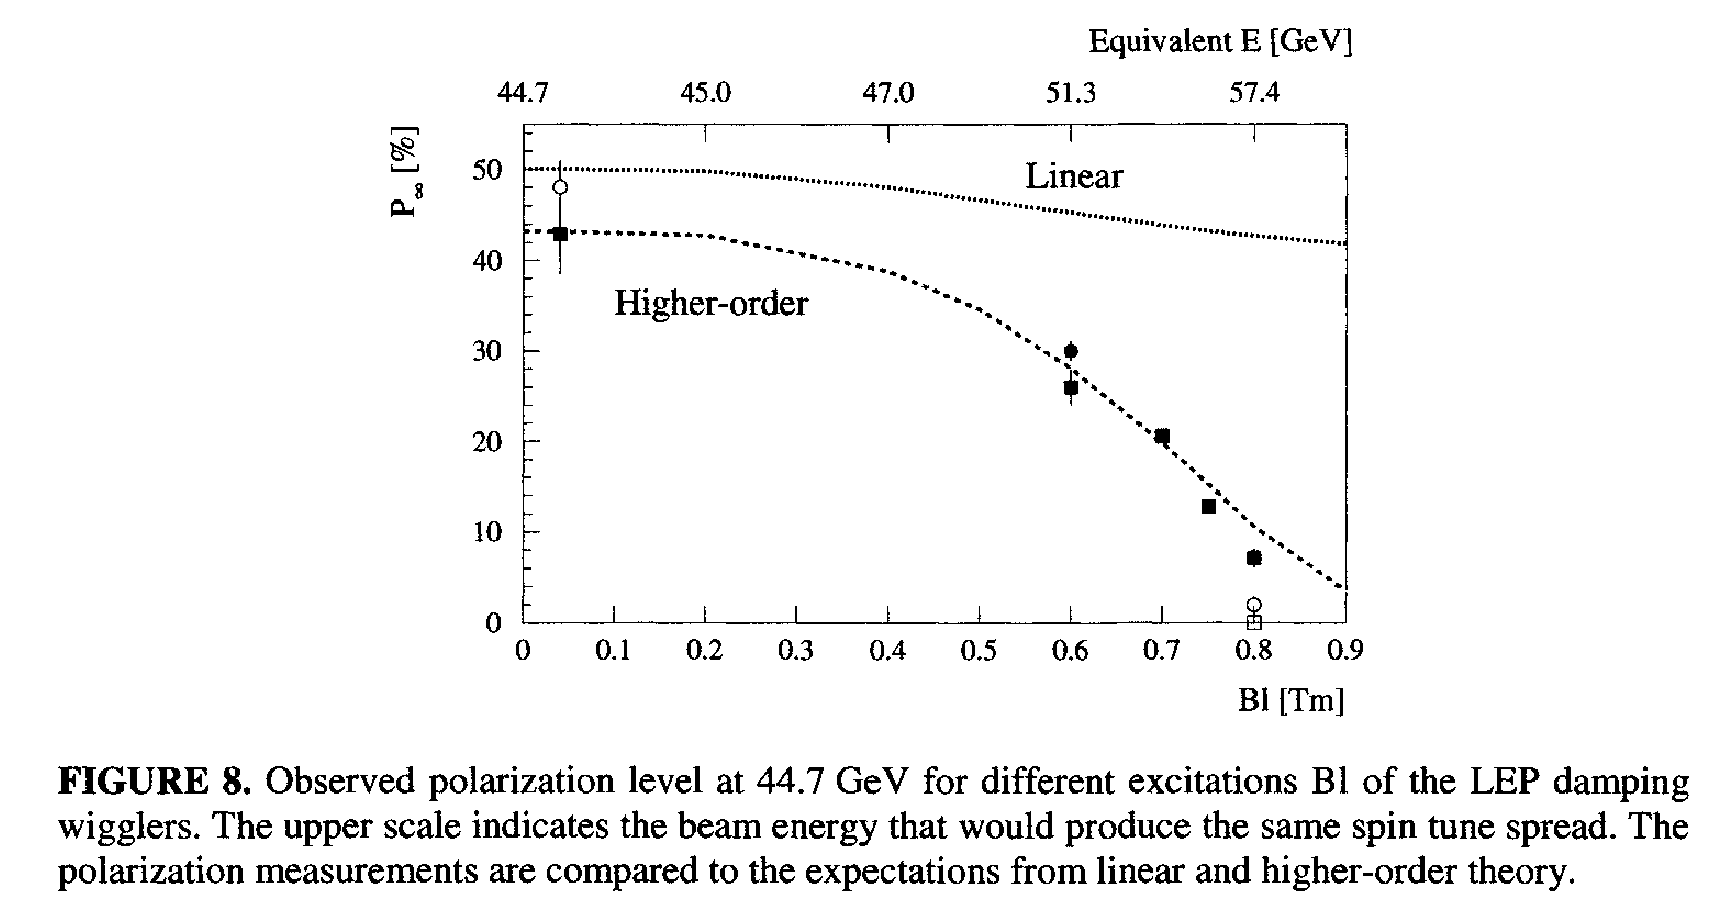 Equivalent E [GeV]
44.7 45.0 47.0 51.3 57.4
P∞ [%]
50
40
30
20
10
0
Linear
Higher-order
0 0.1 0.2 0.3 0.4 0.5 0.6 0.7 0.8 0.9
Bl [Tm]
FIGURE 8. Observed polarization level at 44.7 GeV for different excitations Bl of the LEP damping
wigglers. The upper scale indicates the beam energy that would produce the same spin tune spread. The
polarization measurements are compared to the expectations from linear and higher-order theory.